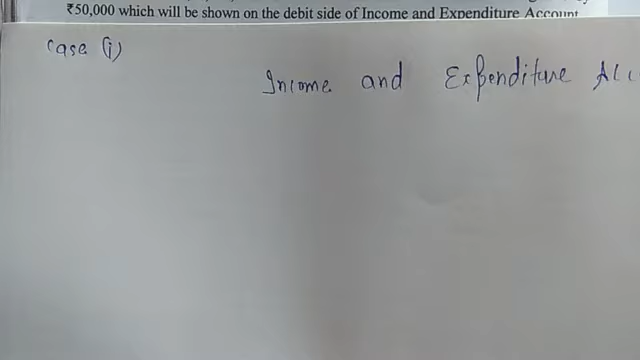 ₹50,000 which will be shown on the debit side of Income and Expenditure Account
Case (i)
Income and Expenditure